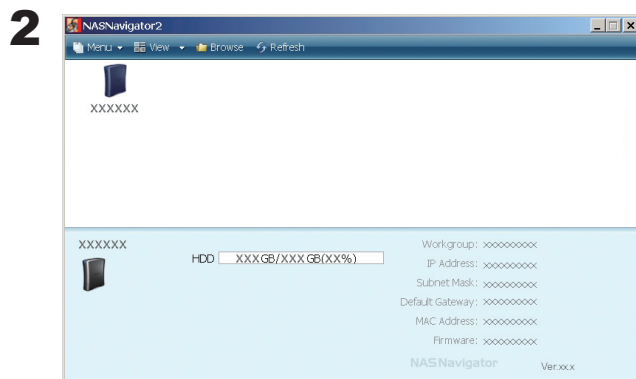 2
NASNavigator2
Menu View Browse Refresh
XXXXXX
XXXXXX
HDD XXXGB/XXXGB(XX%)
Workgroup: xxxxxxxxx
IP Address: xxxxxxxxx
Subnet Mask: xxxxxxxxx
Default Gateway: xxxxxxxxx
MAC Address: xxxxxxxxx
Firmware: xxxxxxxxx
NASNavigator
Ver.xx.x